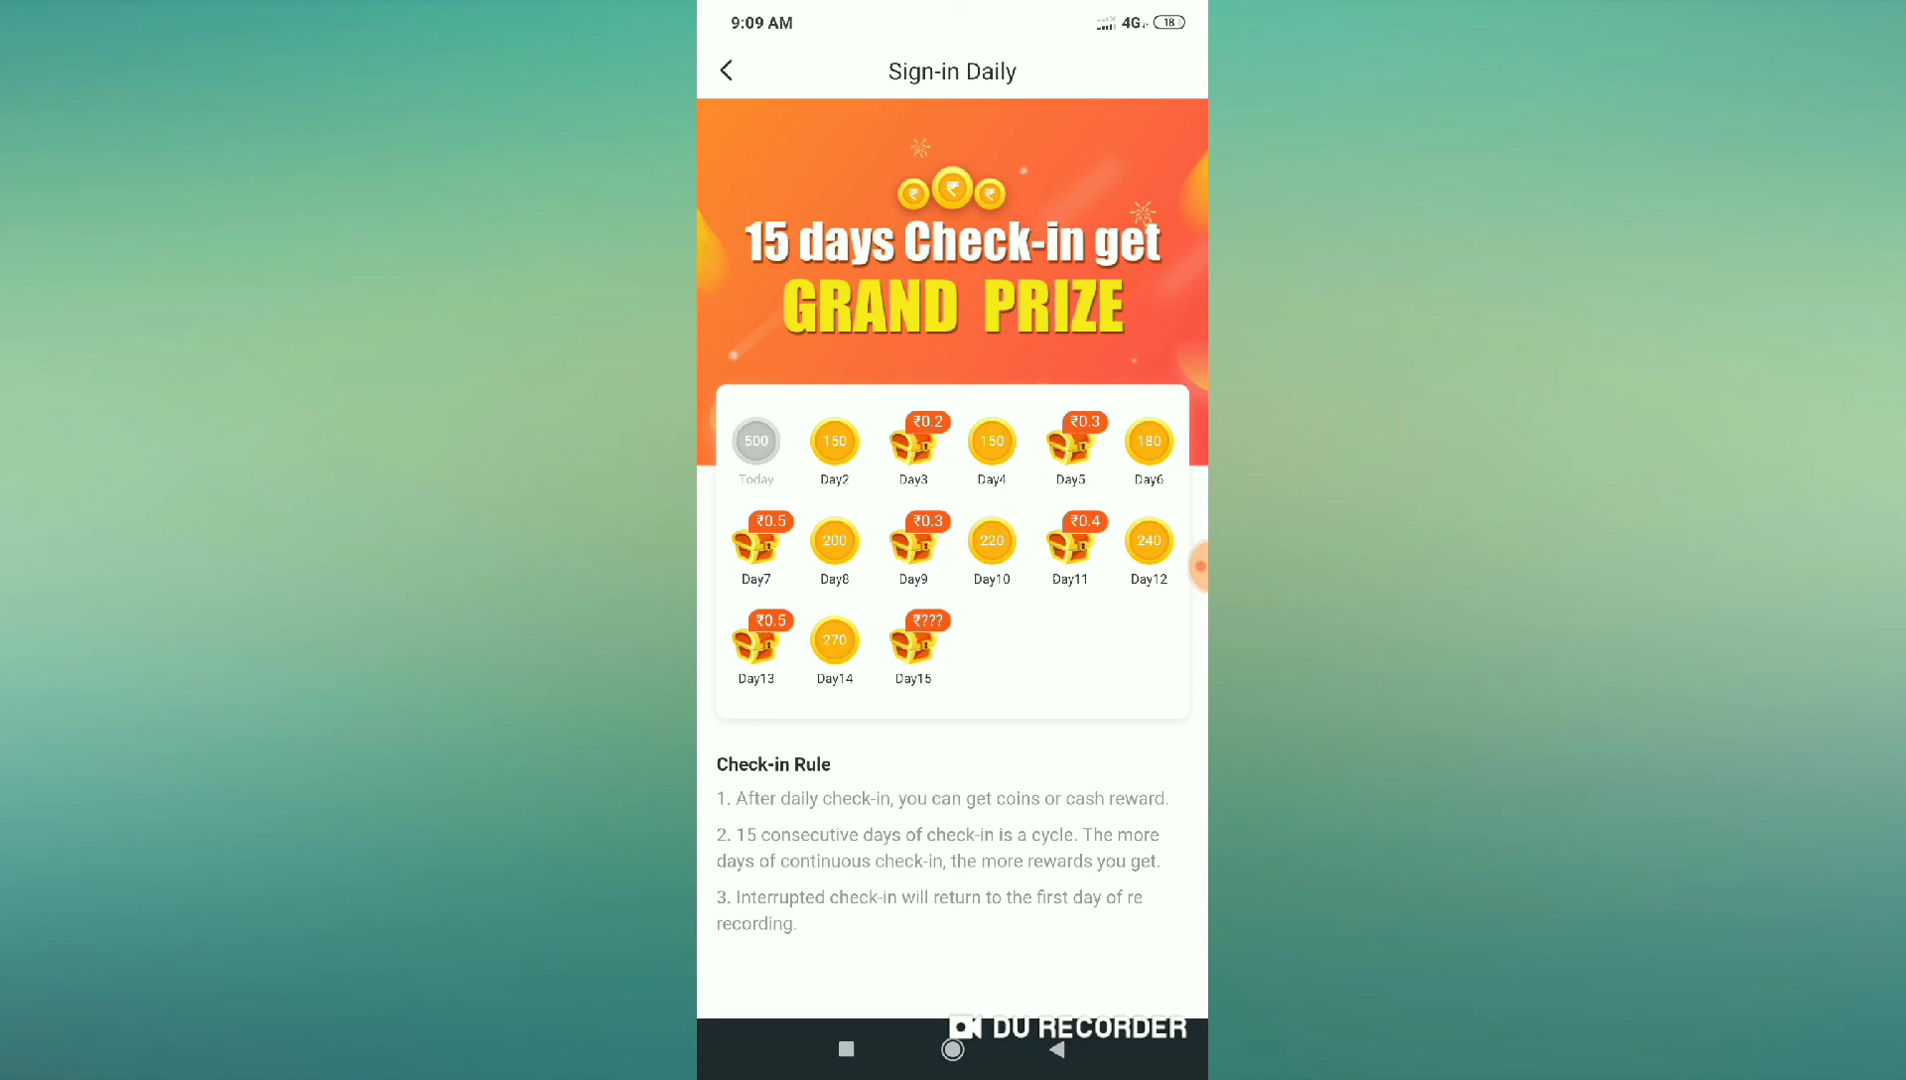 9:09 AM
4G
18
Sign-in Daily
15 days Check-in get
GRAND PRIZE
₹0.2
₹0.3
500
150
150
180
Today
Day2
Day3
Day4
Day5
Day6
₹0.5
₹0.3
₹0.4
200
220
240
Day7
Day8
Day9
Day10
Day11
Day12
₹0.5
₹???
270
Day13
Day14
Day15
Check-in Rule
1. After daily check-in, you can get coins or cash reward.
2. 15 consecutive days of check-in is a cycle. The more
days of continuous check-in, the more rewards you get.
3. Interrupted check-in will return to the first day of re
recording.
DU RECORDER